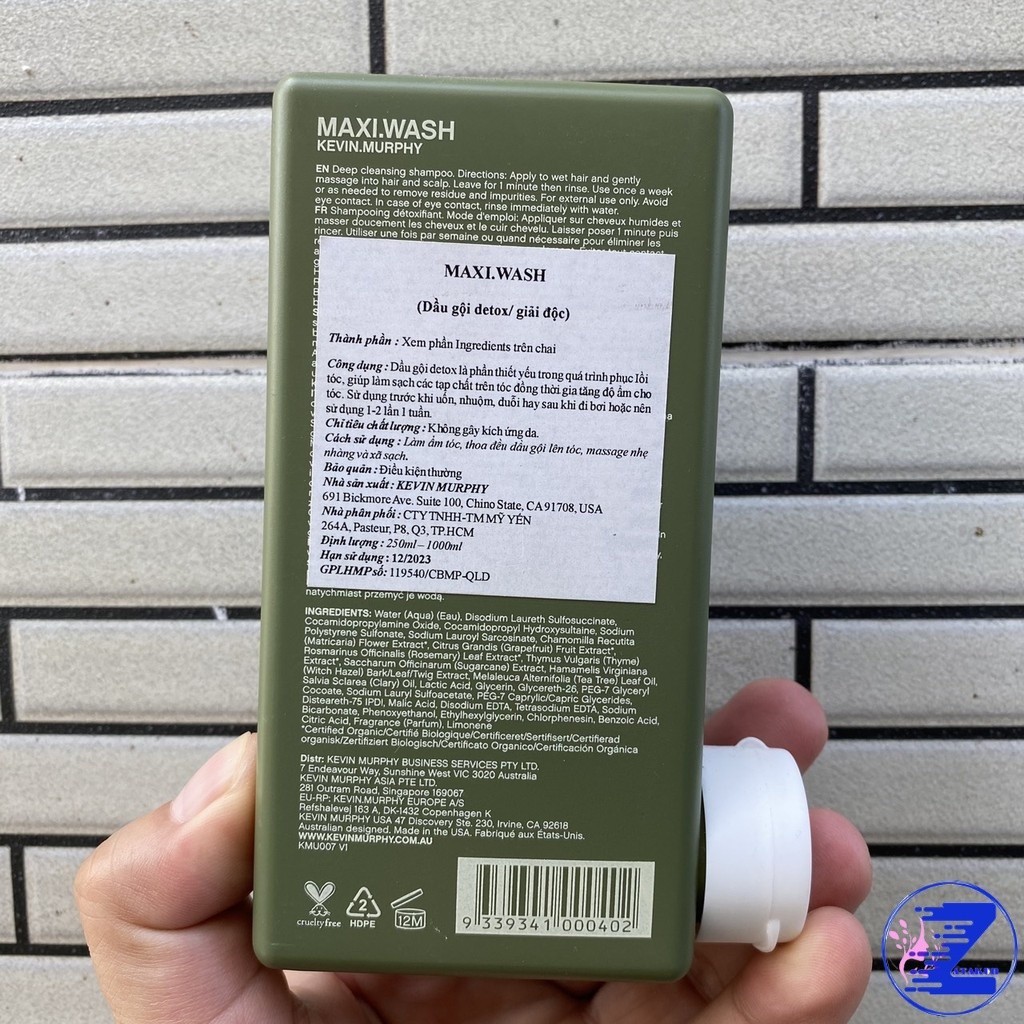 MAXI.WASH
KEVIN.MURPHY
EN Deep cleansing shampoo. Directions: Apply to wet hair and gently
massage into hair and scalp. Leave for 1 minute then rinse. Use once a week
or as needed to remove residue and impurities. For external use only. Avoid
eye contact. In case of eye contact, rinse immediately with water.
FR Shampooing détoxifiant. Mode d'emploi: Appliquer sur cheveux humides et
masser doucement les cheveux et le cuir chevelu. Laisser poser 1 minute puis
rincer. Utiliser une fois par semaine ou quand nécessaire pour éliminer les
MAXI.WASH
(Dầu gội detox/ giải độc)
Thành phần : Xem phần Ingredients trên chai
Công dụng : Dầu gội detox là phần thiết yếu trong quá trình phục lồi
tóc, giúp làm sạch các tạp chất trên tóc đồng thời gia tăng độ ẩm cho
tóc. Sử dụng trước khi uốn, nhuộm, duỗi hay sau khi đi bơi hoặc nên
sử dụng 1-2 lần 1 tuần.
Chỉ tiêu chất lượng : Không gây kích ứng da.
Cách sử dụng : Làm ẩm tóc, thoa đều dầu gội lên tóc, massage nhẹ
nhàng và xã sạch.
Bảo quản : Điều kiện thường
Nhà sản xuất : KEVIN MURPHY
691 Bickmore Ave. Suite 100, Chino State, CA 91708, USA
Nhà phân phối : CTY TNHH-TM MỸ YÉN
264A, Pasteur, P8, Q3, TP.HCM
Định lượng : 250ml – 1000ml
Hạn sử dụng : 12/2023
GPLHMP số: 119540/CBMP-QLD
natychmiast przemyć je wodą.
INGREDIENTS: Water (Aqua) (Eau), Disodium Laureth Sulfosuccinate,
Cocamidopropylamine Oxide, Cocamidopropyl Hydroxysultaine, Sodium
Polystyrene Sulfonate, Sodium Lauroyl Sarcosinate, Chamomilla Recutita
(Matricaria) Flower Extract*, Citrus Grandis (Grapefruit) Fruit Extract*,
Rosmarinus Officinalis (Rosemary) Leaf Extract*, Thymus Vulgaris (Thyme)
Extract*, Saccharum Officinarum (Sugarcane) Extract, Hamamelis Virginiana
(Witch Hazel) Bark/Leaf/Twig Extract, Melaleuca Alternifolia (Tea Tree) Leaf Oil,
Salvia Sclarea (Clary) Oil, Lactic Acid, Glycerin, Glycereth-26, PEG-7 Glyceryl
Cocoate, Sodium Lauryl Sulfoacetate, PEG-7 Caprylic/Capric Glycerides,
Disteareth-75 IPDI, Malic Acid, Disodium EDTA, Tetrasodium EDTA, Sodium
Bicarbonate, Phenoxyethanol, Ethylhexylglycerin, Chlorphenesin, Benzoic Acid,
Citric Acid, Fragrance (Parfum), Limonene
*Certified Organic/Certifié Biologique/Certificeret/Sertifisert/Certifierad
organisk/Zertifiziert Biologisch/Certificato Organico/Certificación Orgánica
Distr: KEVIN MURPHY BUSINESS SERVICES PTY LTD.
7 Endeavour Way, Sunshine West VIC 3020 Australia
KEVIN MURPHY ASIA PTE LTD.
281 Outram Road, Singapore 169067
EU-RP: KEVIN.MURPHY EUROPE A/S
Refshalevej 163 A, DK-1432 Copenhagen K
KEVIN MURPHY USA 47 Discovery Ste. 230, Irvine, CA 92618
Australian designed. Made in the USA. Fabriqué aux États-Unis.
WWW.KEVINMURPHY.COM.AU
KMU007 V1
crueltyfree
2
HDPE
12M
9 339341 000402